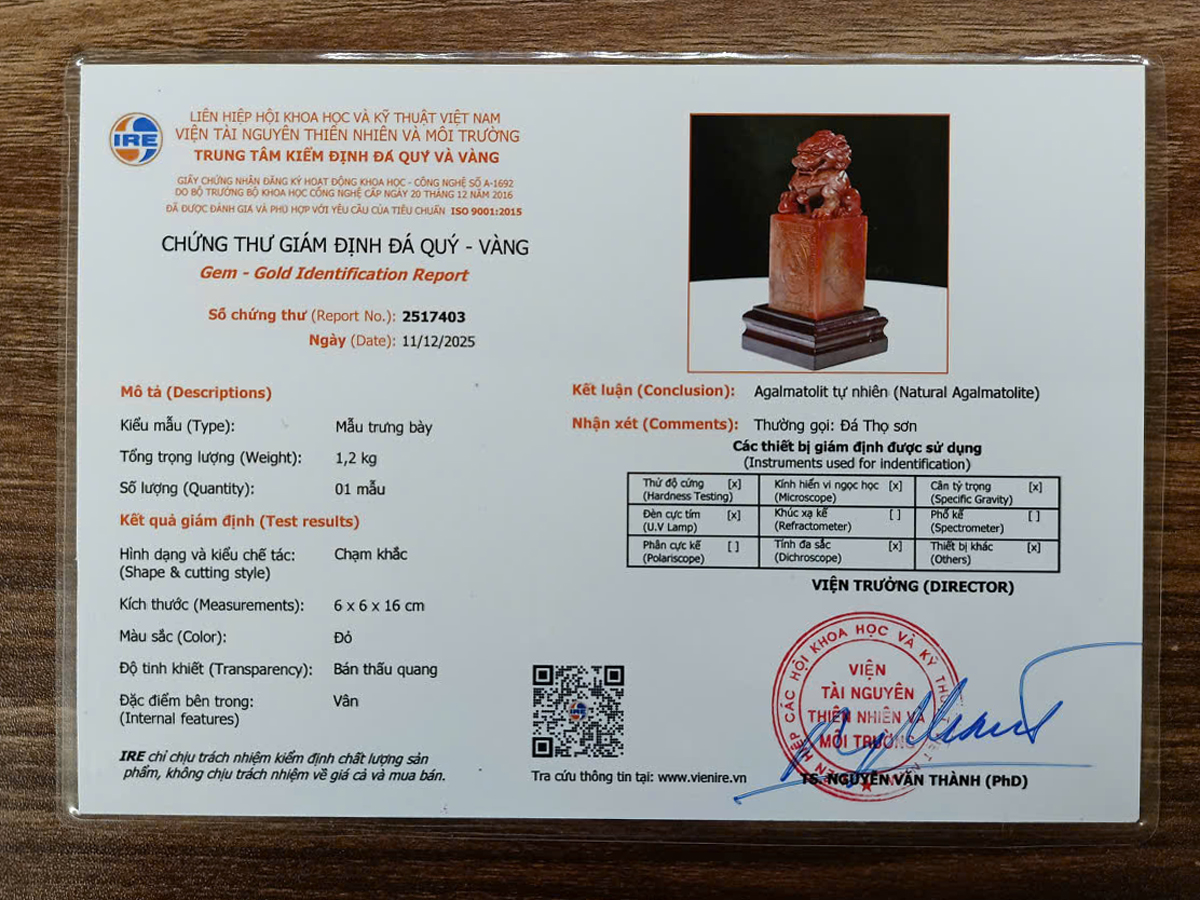 IRE
LIÊN HIỆP HỘI KHOA HỌC VÀ KỸ THUẬT VIỆT NAM
VIỆN TÀI NGUYÊN THIÊN NHIÊN VÀ MÔI TRƯỜNG
TRUNG TÂM KIỂM ĐỊNH ĐÁ QUÝ VÀ VÀNG
GIẤY CHỨNG NHẬN ĐĂNG KÝ HOẠT ĐỘNG KHOA HỌC - CÔNG NGHỆ SỐ A-1692
DO BỘ TRƯỞNG BỘ KHOA HỌC CÔNG NGHỆ CẤP NGÀY 20 THÁNG 12 NĂM 2016
ĐÃ ĐƯỢC ĐÁNH GIÁ VÀ PHÙ HỢP VỚI YÊU CẦU CỦA TIÊU CHUẨN ISO 9001:2015
CHỨNG THƯ GIÁM ĐỊNH ĐÁ QUÝ - VÀNG
Gem - Gold Identification Report
Số chứng thư (Report No.): 2517403
Ngày (Date): 11/12/2025
Mô tả (Descriptions)
Kiểu mẫu (Type): Mẫu trưng bày
Tổng trọng lượng (Weight): 1,2 kg
Số lượng (Quantity): 01 mẫu
Kết quả giám định (Test results)
Hình dạng và kiểu chế tác: Chạm khắc
(Shape & cutting style)
Kích thước (Measurements): 6 x 6 x 16 cm
Màu sắc (Color): Đỏ
Độ tinh khiết (Transparency): Bán thấu quang
Đặc điểm bên trong: Vân
(Internal features)
IRE chỉ chịu trách nhiệm kiểm định chất lượng sản
phẩm, không chịu trách nhiệm về giá cả và mua bán.
Kết luận (Conclusion): Agalmatolit tự nhiên (Natural Agalmatolite)
Nhận xét (Comments): Thường gọi: Đá Thọ sơn
Các thiết bị giám định được sử dụng
(Instruments used for indentification)
Thử độ cứng [x] Kính hiển vi ngọc học [x] Cân tỷ trọng [x]
(Hardness Testing) (Microscope) (Specific Gravity)
Đèn cực tím [x] Khúc xạ kế [ ] Phổ kế [ ]
(U.V Lamp) (Refractometer) (Spectrometer)
Phân cực kế [ ] Tính đa sắc [x] Thiết bị khác [x]
(Polariscope) (Dichroscope) (Others)
VIỆN TRƯỞNG (DIRECTOR)
HIỆP CÁC HỘI KHOA HỌC VÀ KỸ THUẬT VIỆT NAM
VIỆN
TÀI NGUYÊN
THIÊN NHIÊN VÀ
MÔI TRƯỜNG
TS. NGUYỄN VĂN THÀNH (PhD)
IRE
Tra cứu thông tin tại: www.vienire.vn